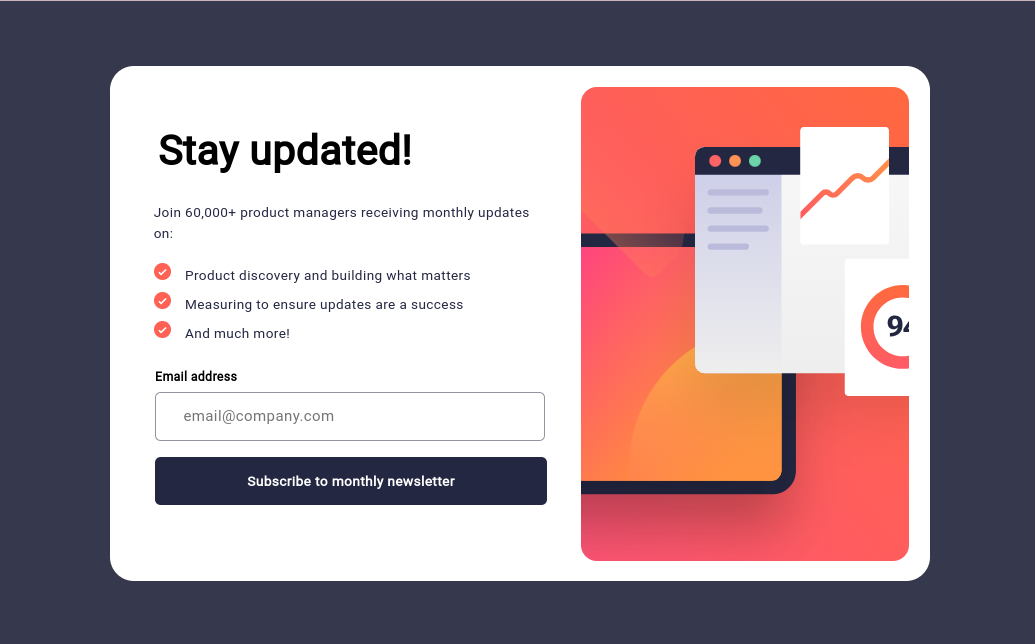 Stay updated!
Join 60,000+ product managers receiving monthly updates
on:
Product discovery and building what matters
Measuring to ensure updates are a success
And much more!
Email address
email@company.com
Subscribe to monthly newsletter
94